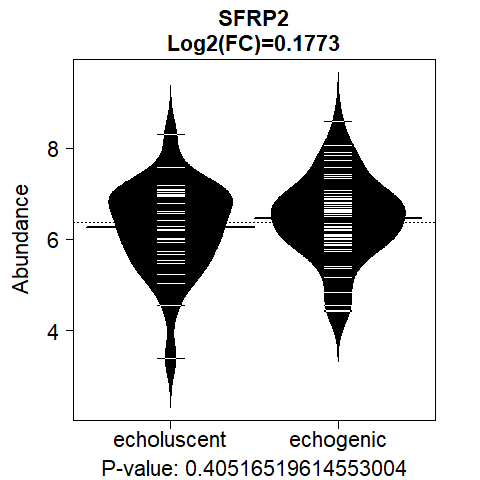 SFRP2
Log2(FC)=0.1773
Abundance
8
6
4
echoluscent echogenic
P-value: 0.40516519614553004